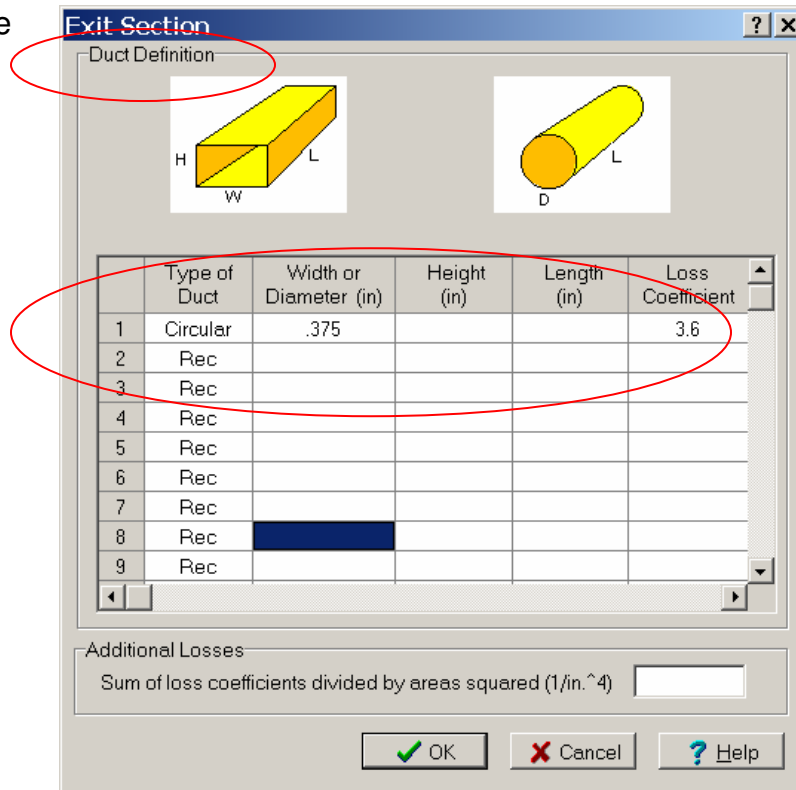 e
Exit Section
? x
Duct Definition
H
W
L
D
L
Type of Duct Width or Diameter (in) Height (in) Length (in) Loss Coefficient
1 Circular .375 3.6
2 Rec
3 Rec
4 Rec
5 Rec
6 Rec
7 Rec
8 Rec
9 Rec
Additional Losses
Sum of loss coefficients divided by areas squared (1/in.^4)
OK Cancel ? Help